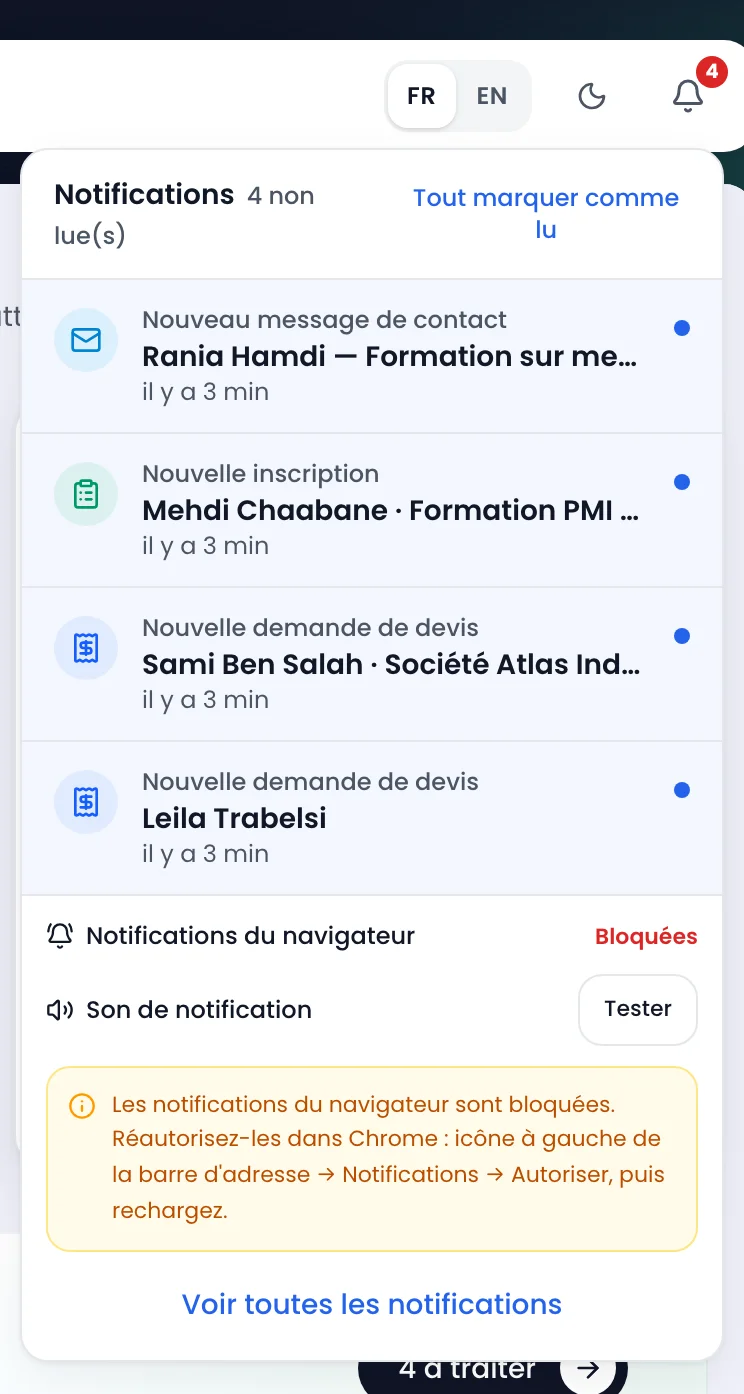 FR EN 4
Notifications 4 non lue(s)
Tout marquer comme lu
Nouveau message de contact
Rania Hamdi — Formation sur me...
il y a 3 min
Nouvelle inscription
Mehdi Chaabane · Formation PMI ...
il y a 3 min
Nouvelle demande de devis
Sami Ben Salah · Société Atlas Ind...
il y a 3 min
Nouvelle demande de devis
Leila Trabelsi
il y a 3 min
Notifications du navigateur Bloquées
Son de notification Tester
Les notifications du navigateur sont bloquées.
Réautorisez-les dans Chrome : icône à gauche de
la barre d'adresse → Notifications → Autoriser, puis
rechargez.
Voir toutes les notifications
4 à traiter →